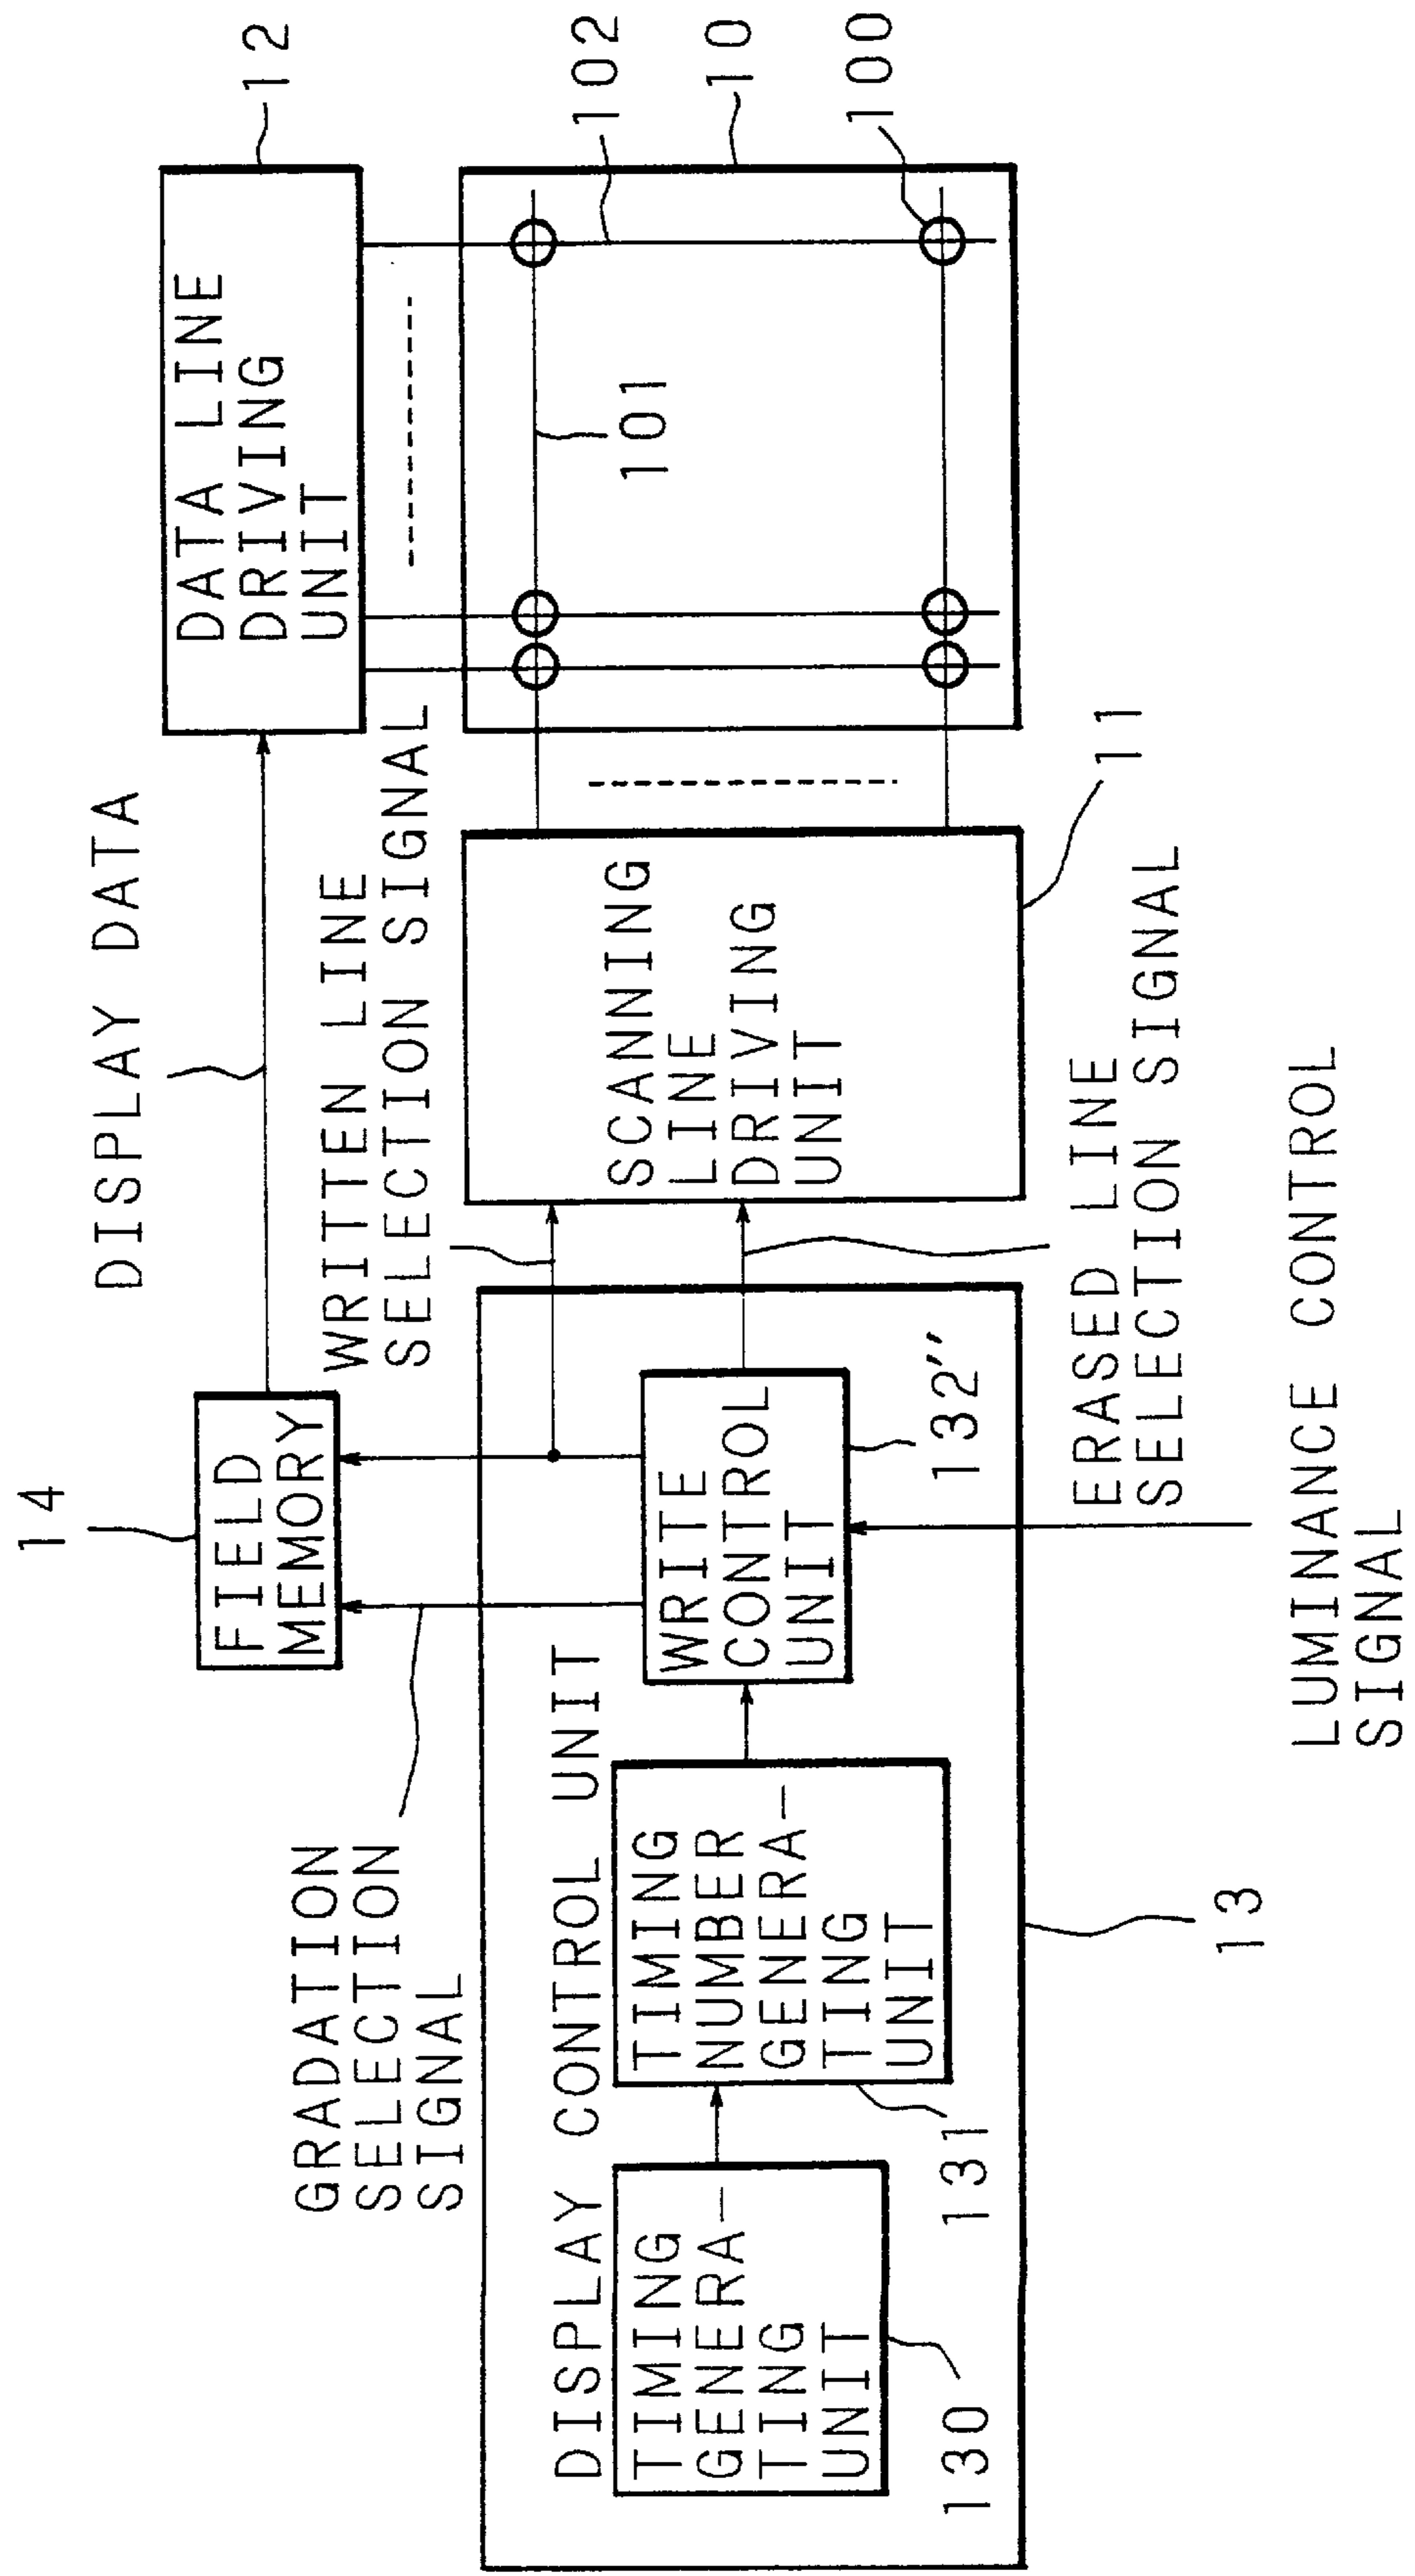 14
FIELD
MEMORY
DISPLAY DATA
DATA LINE
DRIVING
UNIT
12
GRADATION
SELECTION
SIGNAL
WRITTEN LINE
SELECTION SIGNAL
102
10
100
101
DISPLAY CONTROL UNIT
TIMING
GENERA-
TING
UNIT
130
TIMING
NUMBER
GENERA-
TING
UNIT
131
WRITE
CONTROL
UNIT
132''
SCANNING
LINE
DRIVING
UNIT
11
13
ERASED LINE
SELECTION SIGNAL
LUMINANCE CONTROL
SIGNAL